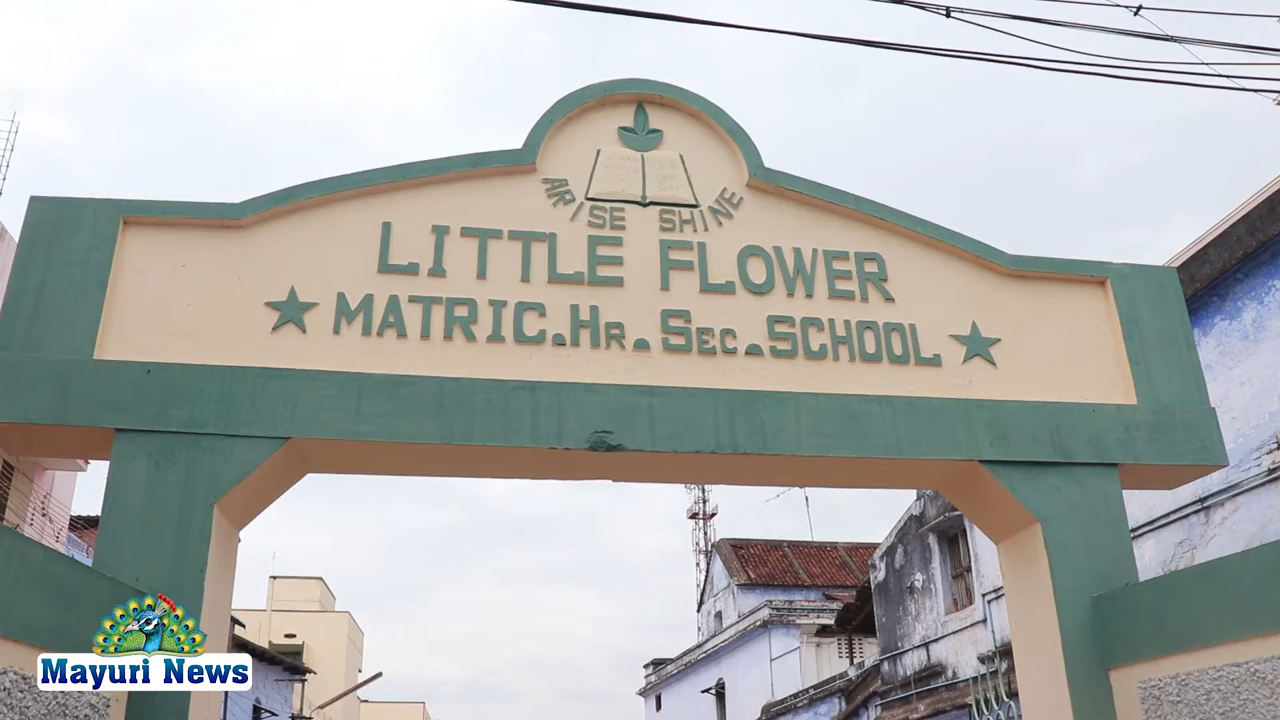 ARISE SHINE
LITTLE FLOWER
MATRIC.HR.SEC.SCHOOL
Mayuri News